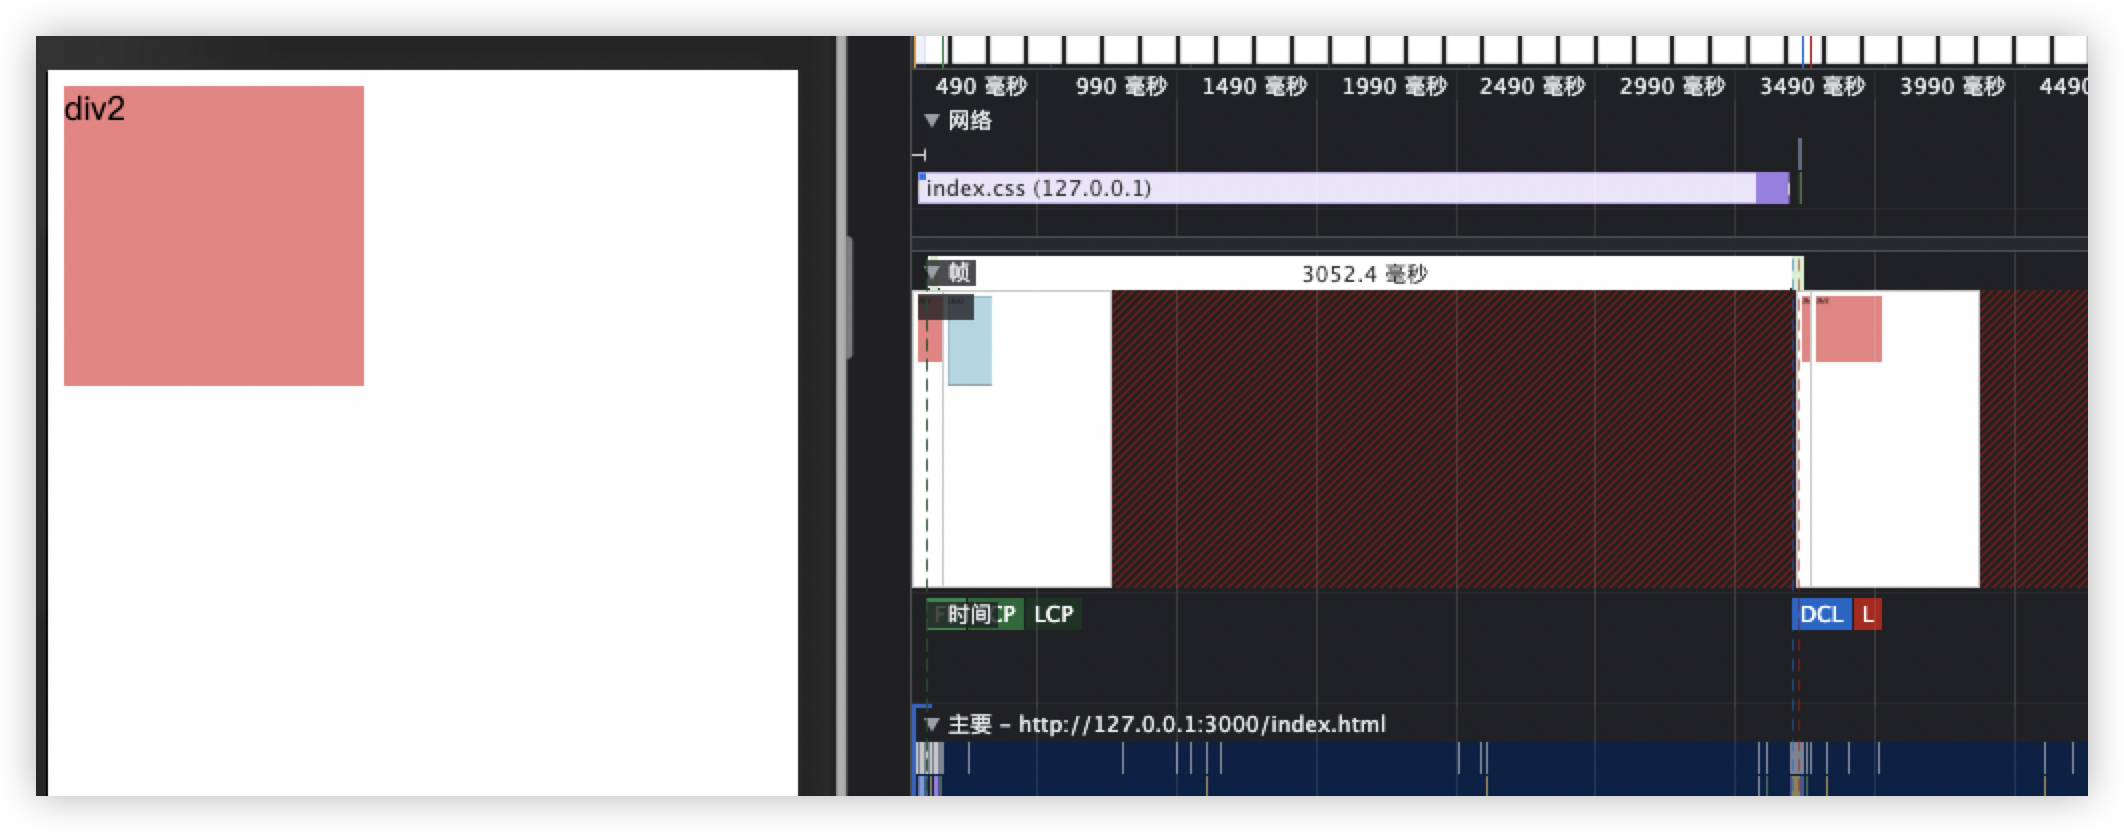 div2
490 毫秒 990 毫秒 1490 毫秒 1990 毫秒 2490 毫秒 2990 毫秒 3490 毫秒 3990 毫秒 4490
网络
index.css (127.0.0.1)
帧 3052.4 毫秒
时间 CP LCP DCL L
主要 – http://127.0.0.1:3000/index.html